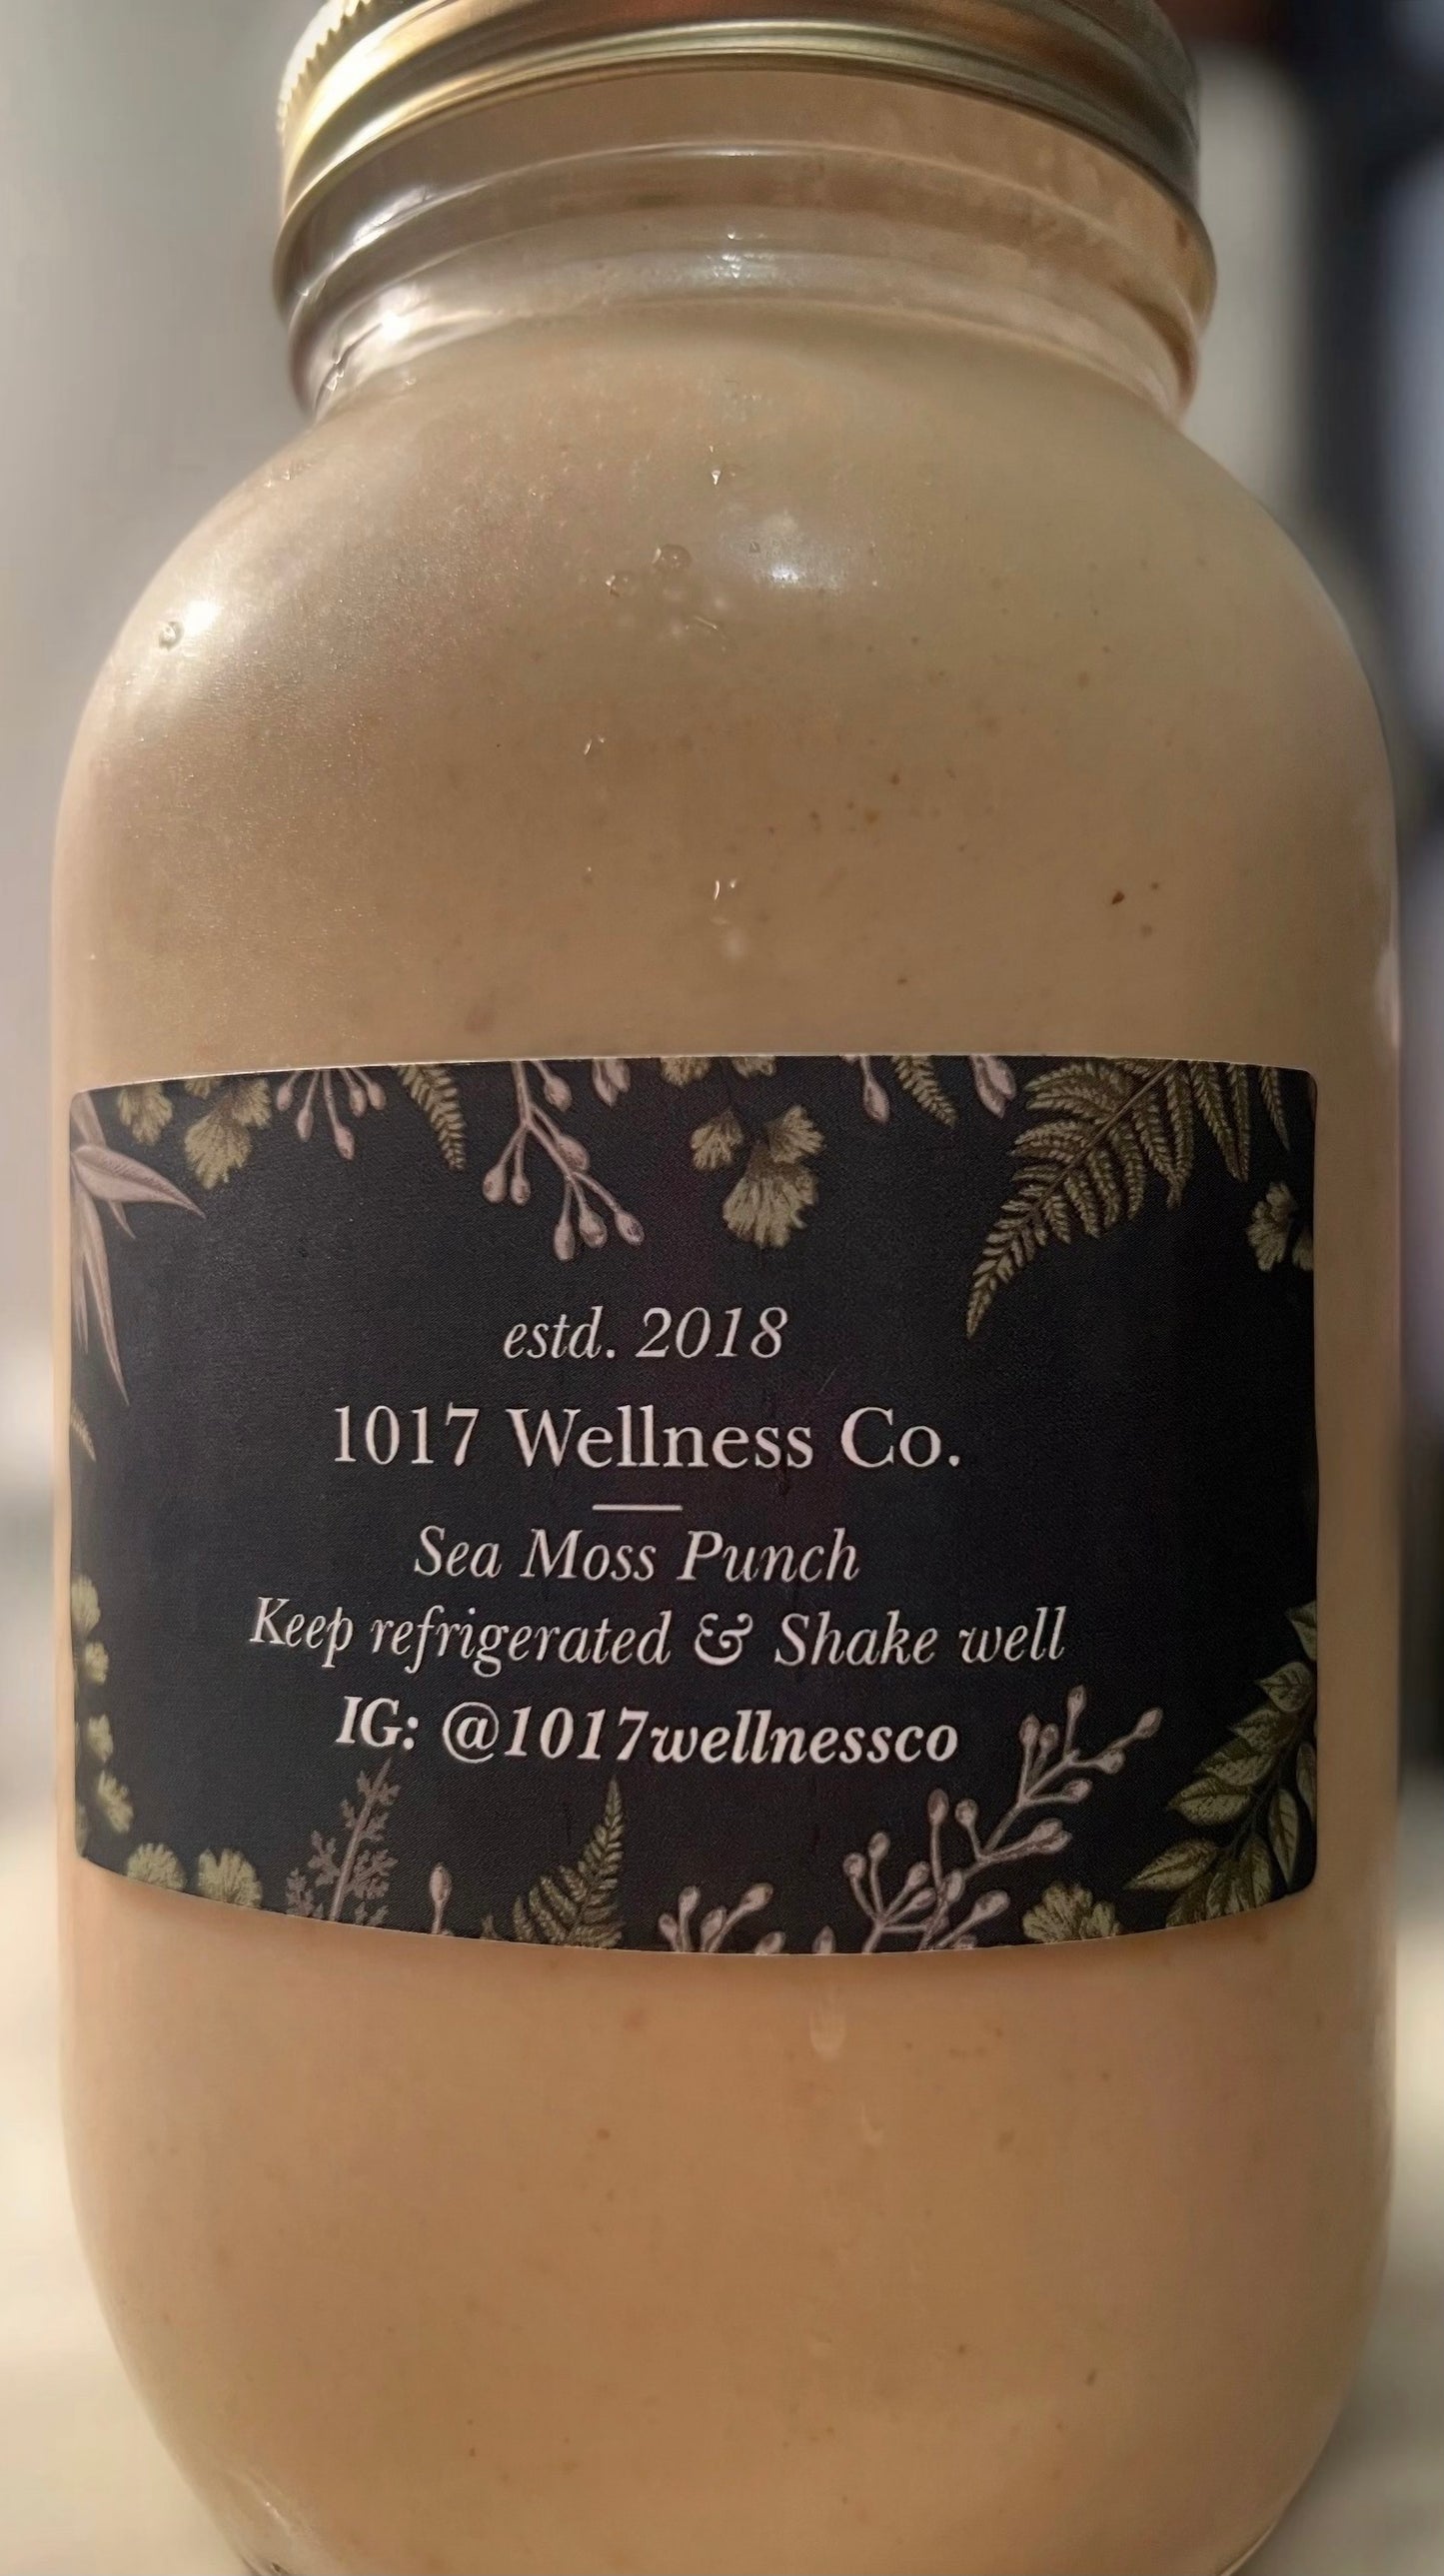 estd. 2018
1017 Wellness Co.
Sea Moss Punch
Keep refrigerated & Shake well
IG: @1017wellnessco